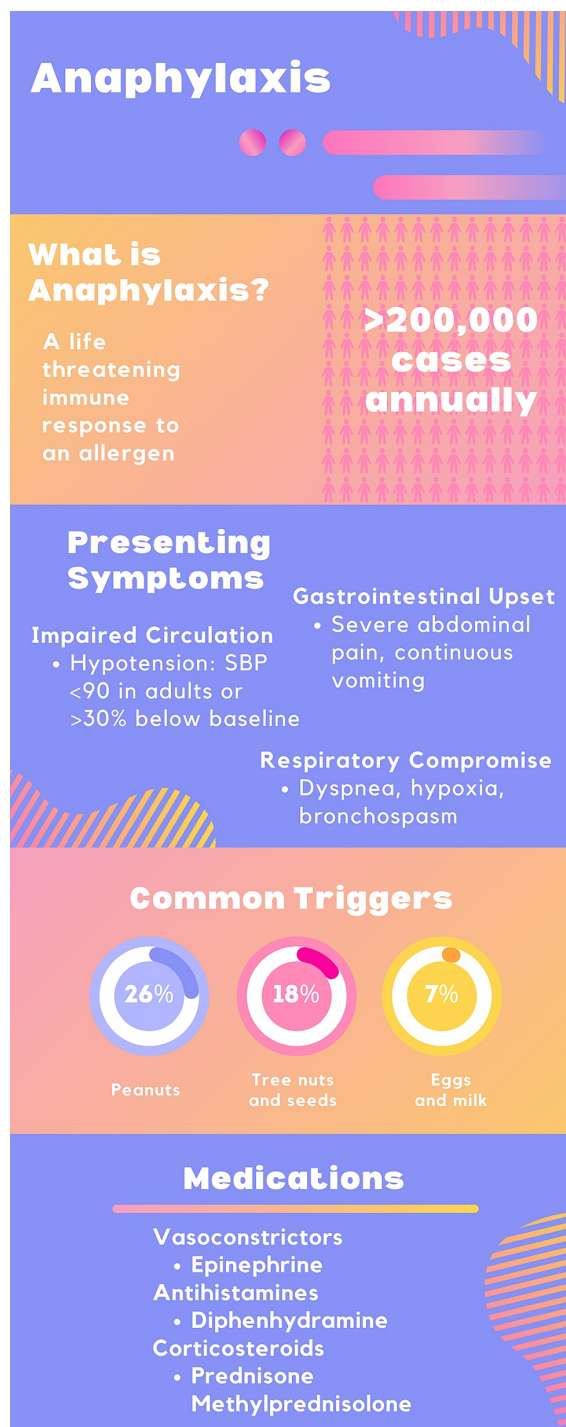 Anaphylaxis
What is
Anaphylaxis?
A life
threatening
immune
response to
an allergen
>200,000
cases
annually
Presenting
Symptoms
Impaired Circulation
• Hypotension: SBP
<90 in adults or
>30% below baseline
Gastrointestinal Upset
• Severe abdominal
pain, continuous
vomiting
Respiratory Compromise
• Dyspnea, hypoxia,
bronchospasm
Common Triggers
26%
Peanuts
18%
Tree nuts
and seeds
7%
Eggs
and milk
Medications
Vasoconstrictors
• Epinephrine
Antihistamines
• Diphenhydramine
Corticosteroids
• Prednisone
Methylprednisolone